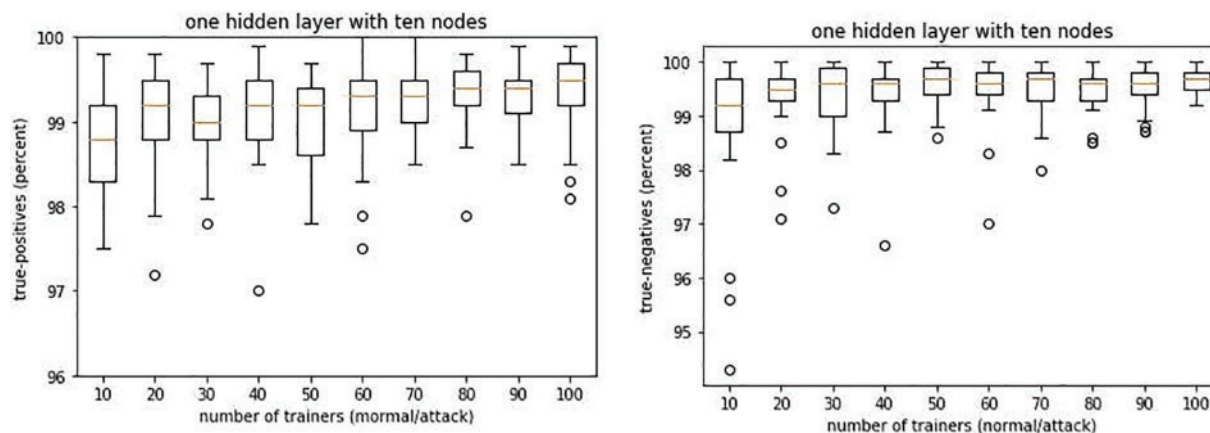 one hidden layer with ten nodes
true-positives (percent)
100
99
98
97
96
10 20 30 40 50 60 70 80 90 100
number of trainers (mormal/attack)
one hidden layer with ten nodes
true-negatives (percent)
100
99
98
97
96
95
10 20 30 40 50 60 70 80 90 100
number of trainers (normal/attack)